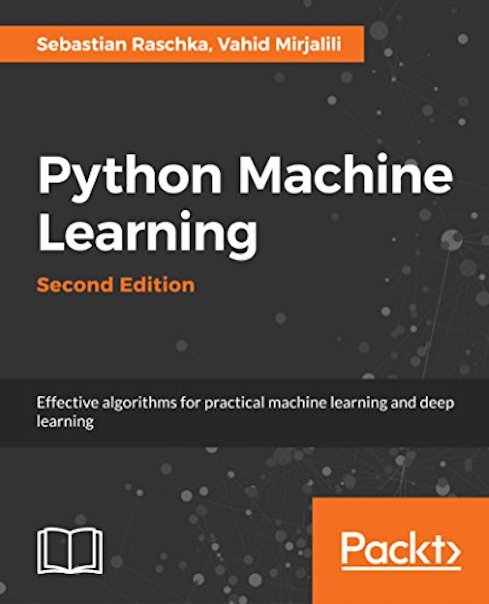 Sebastian Raschka, Vahid Mirjalili
Python Machine
Learning
Second Edition
Effective algorithms for practical machine learning and deep
learning
Packt>